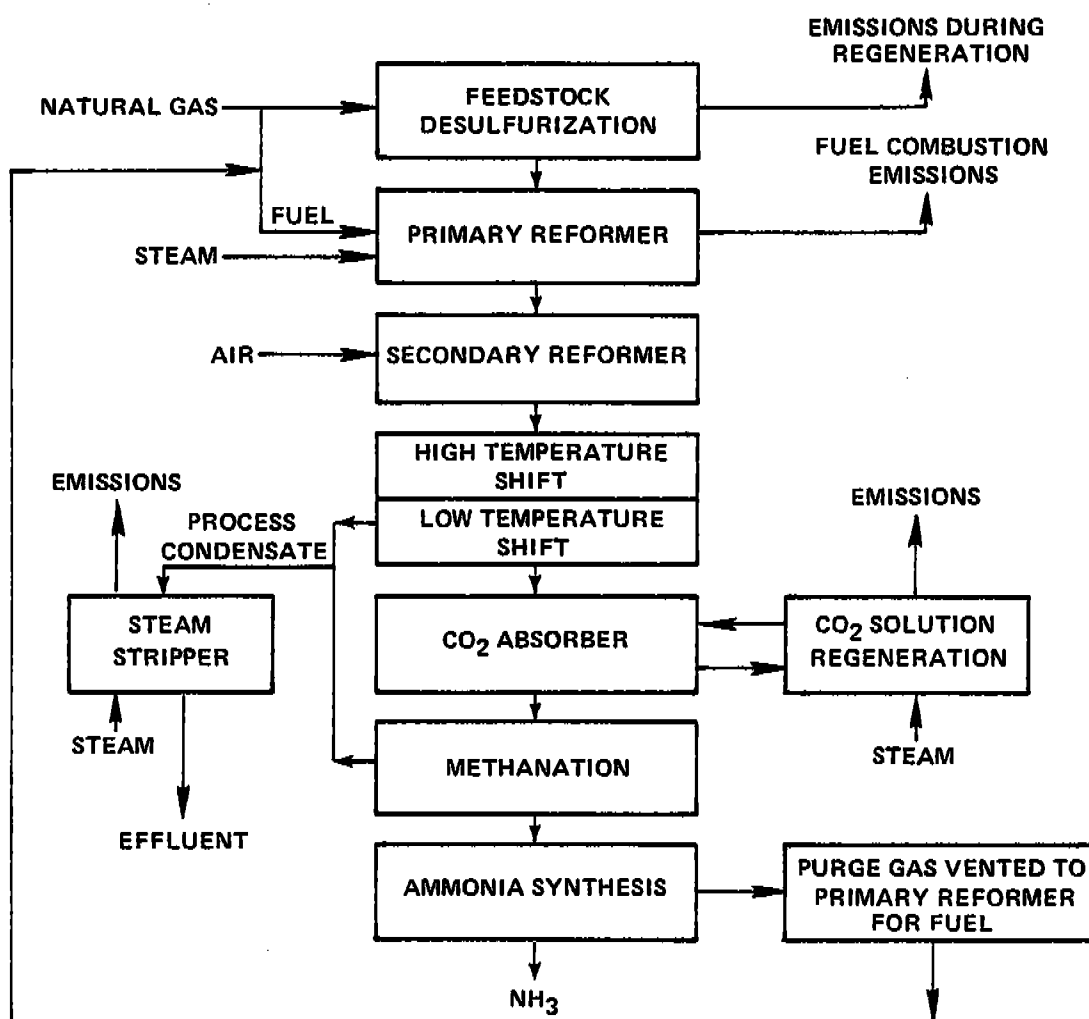 EMISSIONS DURING
REGENERATION
NATURAL GAS
FEEDSTOCK
DESULFURIZATION
FUEL COMBUSTION
EMISSIONS
FUEL
PRIMARY REFORMER
STEAM
AIR
SECONDARY REFORMER
HIGH TEMPERATURE
SHIFT
EMISSIONS
EMISSIONS
PROCESS
CONDENSATE
LOW TEMPERATURE
SHIFT
STEAM
STRIPPER
CO2 ABSORBER
CO2 SOLUTION
REGENERATION
STEAM
STEAM
METHANATION
EFFLUENT
AMMONIA SYNTHESIS
PURGE GAS VENTED TO
PRIMARY REFORMER
FOR FUEL
NH3